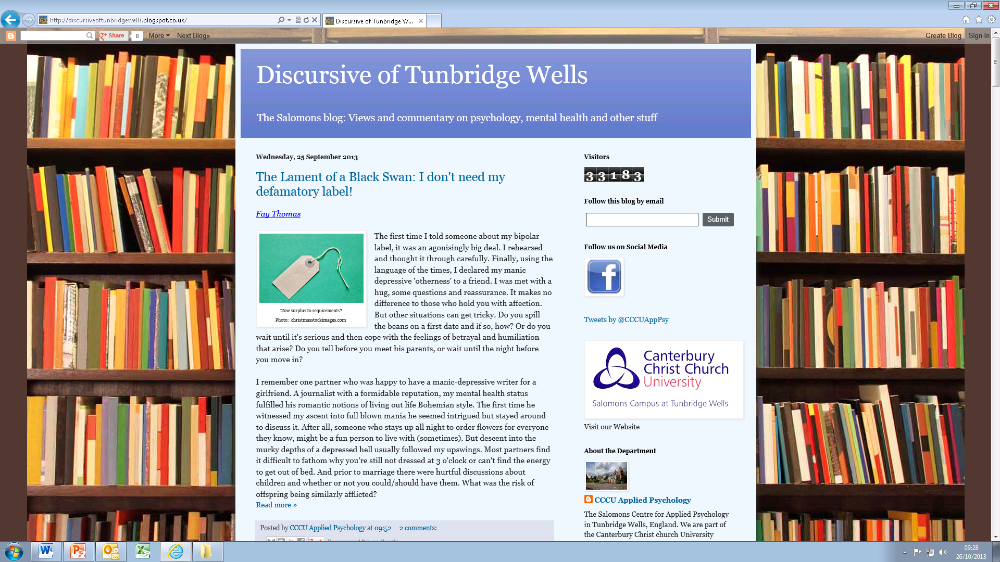 http://discursiveoftunbridgewells.blogspot.co.uk/
Discursive of Tunbridge W...
Share
0
More
Next Blog»
Create Blog
Sign In
Discursive of Tunbridge Wells
The Salomons blog: Views and commentary on psychology, mental health and other stuff
Wednesday, 25 September 2013
The Lament of a Black Swan: I don't need my
defamatory label!
Fay Thomas
Now surplus to requirements?
Photo: christmasstockimages.com
The first time I told someone about my bipolar
label, it was an agonisingly big deal. I rehearsed
and thought it through carefully. Finally, using the
language of the times, I declared my manic
depressive 'otherness' to a friend. I was met with a
hug, some questions and reassurance. It makes no
difference to those who hold you with affection.
But other situations can get tricky. Do you spill
the beans on a first date and if so, how? Or do you
wait until it's serious and then cope with the feelings of betrayal and humiliation
that arise? Do you tell before you meet his parents, or wait until the night before
you move in?
I remember one partner who was happy to have a manic-depressive writer for a
girlfriend. A journalist with a formidable reputation, my mental health status
fulfilled his romantic notions of living out life Bohemian style. The first time he
witnessed my ascent into full blown mania he seemed intrigued but stayed around
to discuss it. After all, someone who stays up all night to order flowers for everyone
they know, might be a fun person to live with (sometimes). But descent into the
murky depths of a depressed hell usually followed my upswings. Most partners find
it difficult to fathom why you're still not dressed at 3 o'clock or can't find the energy
to get out of bed. And prior to marriage there were hurtful discussions about
children and whether or not you could/should have them. What was the risk of
offspring being similarly afflicted?
Read more »
Posted by CCCU Applied Psychology at 09:52 2 comments:
Recommend this on Google
Visitors
33183
Follow this blog by email
Submit
Follow us on Social Media
Tweets by @CCCUAppPsy
Canterbury
Christ Church
University
Salomons Campus at Tunbridge Wells
Visit our Website
About the Department
CCCU Applied Psychology
The Salomons Centre for Applied Psychology
in Tunbridge Wells, England. We are part of
the Canterbury Christ church University
09:28
26/10/2013